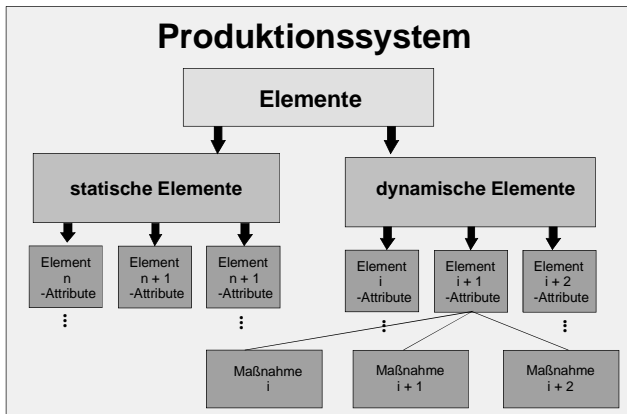 Produktionssystem
Elemente
statische Elemente
dynamische Elemente
Element
n
-Attribute
Element
n + 1
-Attribute
Element
n + 1
-Attribute
Element
i
-Attribute
Element
i + 1
-Attribute
Element
i + 2
-Attribute
Maßnahme
i
Maßnahme
i + 1
Maßnahme
i + 2